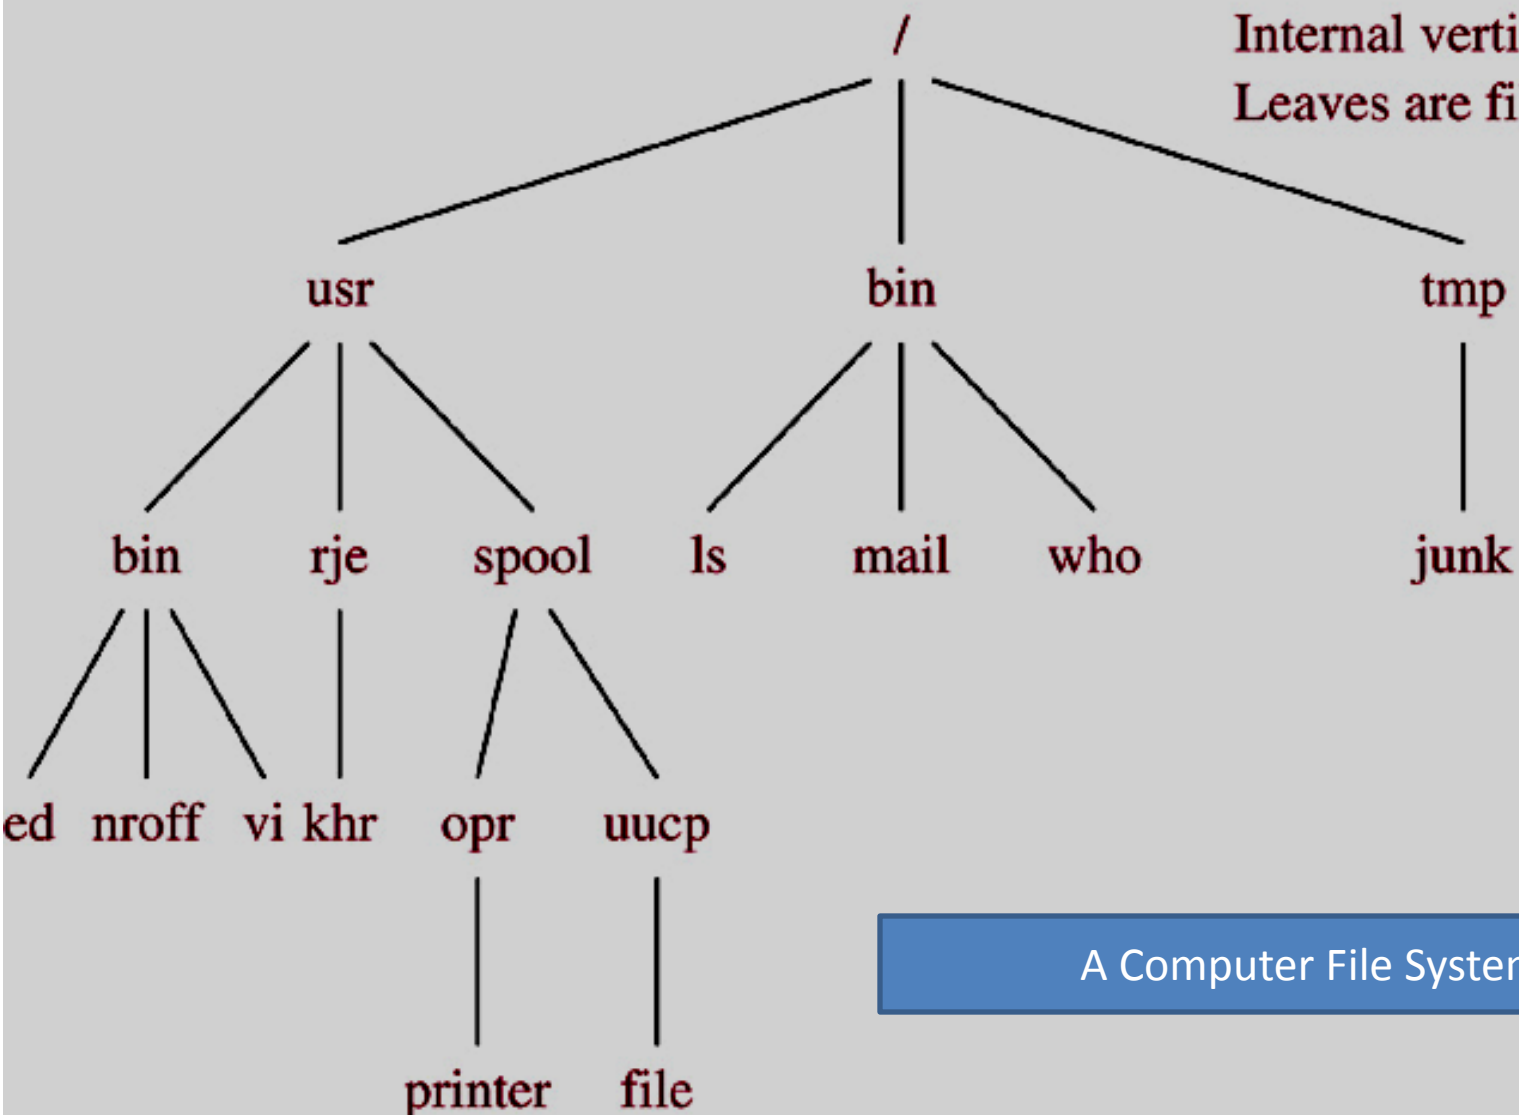 /
Internal verti
Leaves are fi
usr bin tmp
bin rje spool ls mail who junk
ed nroff vi khr opr uucp
A Computer File System
printer file